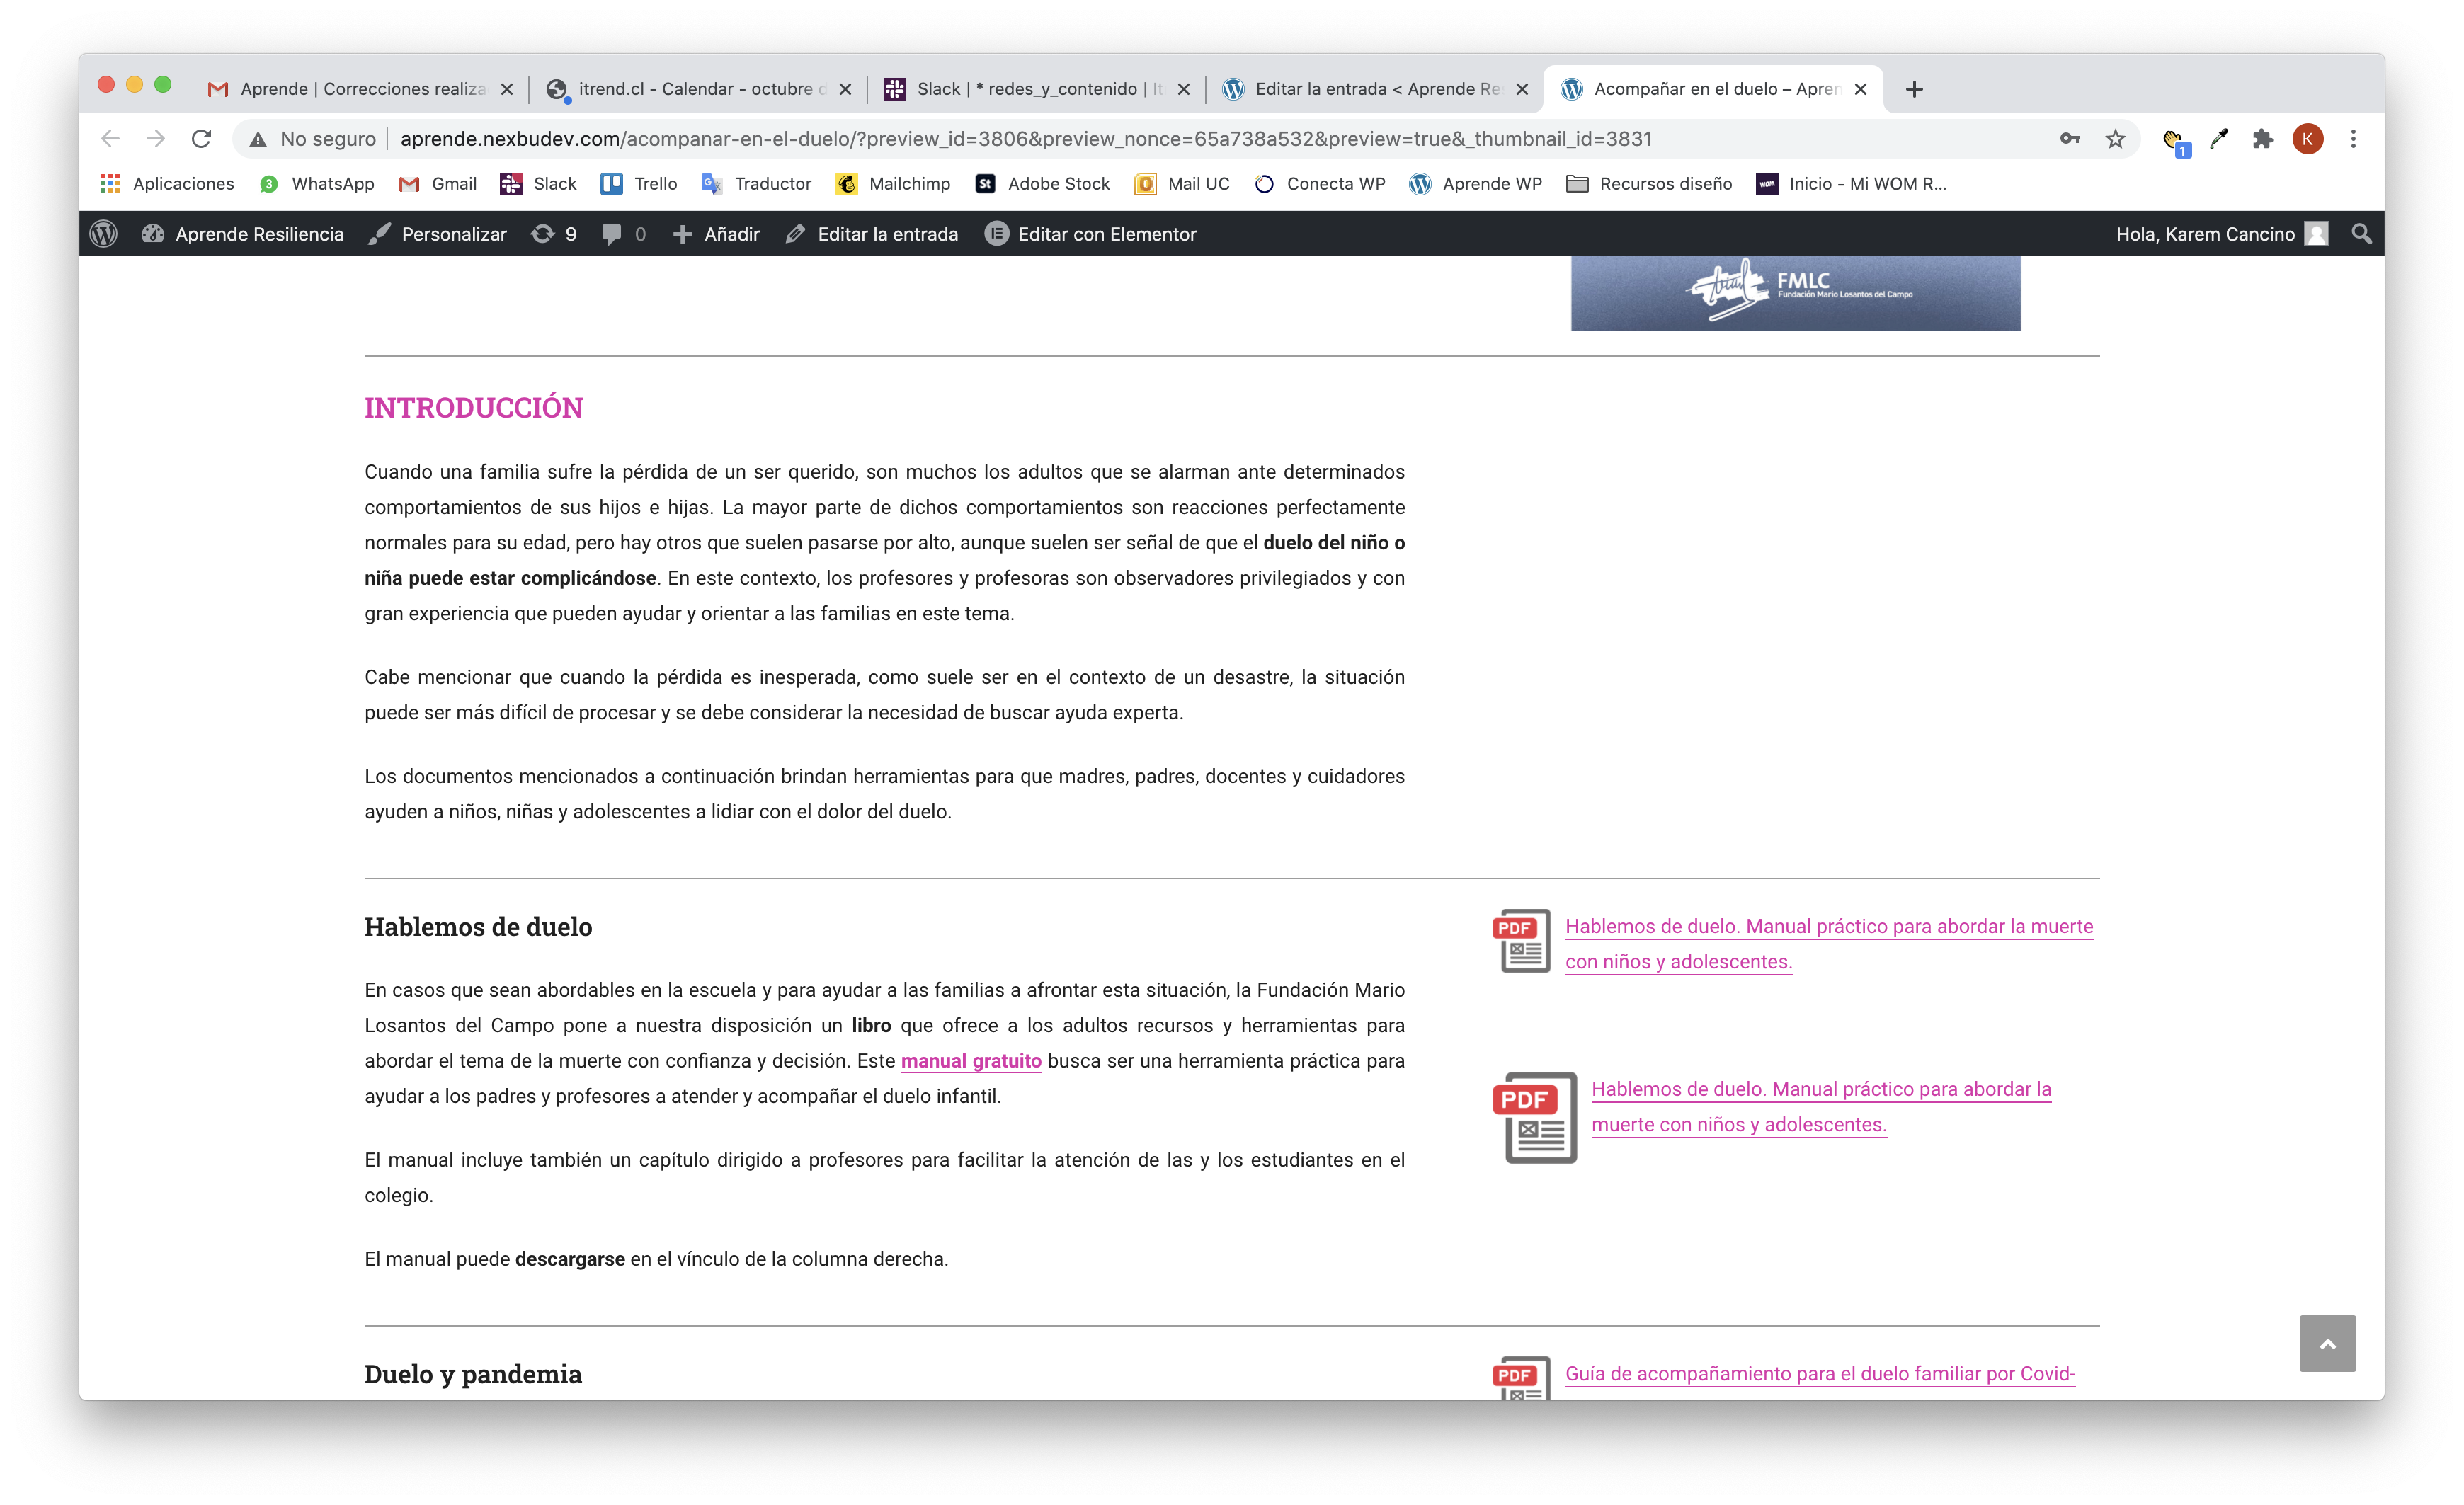 Aprende | Correcciones realiza
itrend.cl - Calendar - octubre d
Slack | * redes_y_contenido | It
Editar la entrada < Aprende Re
Acompañar en el duelo – Apren
No seguro
aprende.nexbudev.com/acompanar-en-el-duelo/?preview_id=3806&preview_nonce=65a738a532&preview=true&_thumbnail_id=3831
1
K
Aplicaciones
3
WhatsApp
Gmail
Slack
Trello
Traductor
Mailchimp
St
Adobe Stock
Mail UC
Conecta WP
Aprende WP
Recursos diseño
WOM
Inicio - Mi WOM R...
Aprende Resiliencia
Personalizar
9
0
Añadir
Editar la entrada
Editar con Elementor
Hola, Karem Cancino
FMLC
Fundación Mario Losantos del Campo
INTRODUCCIÓN
Cuando una familia sufre la pérdida de un ser querido, son muchos los adultos que se alarman ante determinados
comportamientos de sus hijos e hijas. La mayor parte de dichos comportamientos son reacciones perfectamente
normales para su edad, pero hay otros que suelen pasarse por alto, aunque suelen ser señal de que el duelo del niño o
niña puede estar complicándose. En este contexto, los profesores y profesoras son observadores privilegiados y con
gran experiencia que pueden ayudar y orientar a las familias en este tema.
Cabe mencionar que cuando la pérdida es inesperada, como suele ser en el contexto de un desastre, la situación
puede ser más difícil de procesar y se debe considerar la necesidad de buscar ayuda experta.
Los documentos mencionados a continuación brindan herramientas para que madres, padres, docentes y cuidadores
ayuden a niños, niñas y adolescentes a lidiar con el dolor del duelo.
Hablemos de duelo
En casos que sean abordables en la escuela y para ayudar a las familias a afrontar esta situación, la Fundación Mario
Losantos del Campo pone a nuestra disposición un libro que ofrece a los adultos recursos y herramientas para
abordar el tema de la muerte con confianza y decisión. Este manual gratuito busca ser una herramienta práctica para
ayudar a los padres y profesores a atender y acompañar el duelo infantil.
El manual incluye también un capítulo dirigido a profesores para facilitar la atención de las y los estudiantes en el
colegio.
El manual puede descargarse en el vínculo de la columna derecha.
PDF
Hablemos de duelo. Manual práctico para abordar la muerte
con niños y adolescentes.
PDF
Hablemos de duelo. Manual práctico para abordar la
muerte con niños y adolescentes.
Duelo y pandemia
PDF
Guía de acompañamiento para el duelo familiar por Covid-